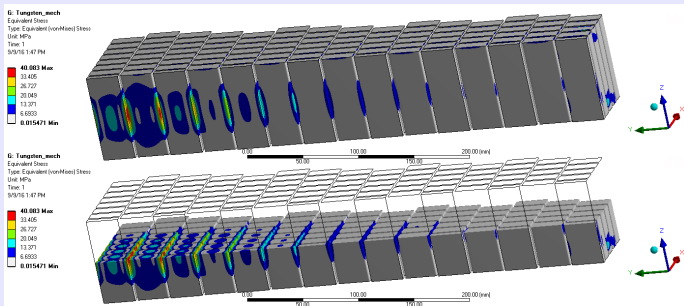 G: Tungsten_mech
Equivalent Stress
Type: Equivalent (von-Mises) Stress
Unit: MPa
Time: 1
9/9/16 1:47 PM
40.083 Max
33.405
26.727
20.049
13.371
6.6933
0.015471 Min
0.00
100.00
200.00 (mm)
50.00
150.00
Z
Y
X
G: Tungsten_mech
Equivalent Stress
Type: Equivalent (von-Mises) Stress
Unit: MPa
Time: 1
9/9/16 1:47 PM
40.083 Max
33.405
26.727
20.049
13.371
6.6933
0.015471 Min
0.00
100.00
200.00 (mm)
50.00
150.00
Z
Y
X